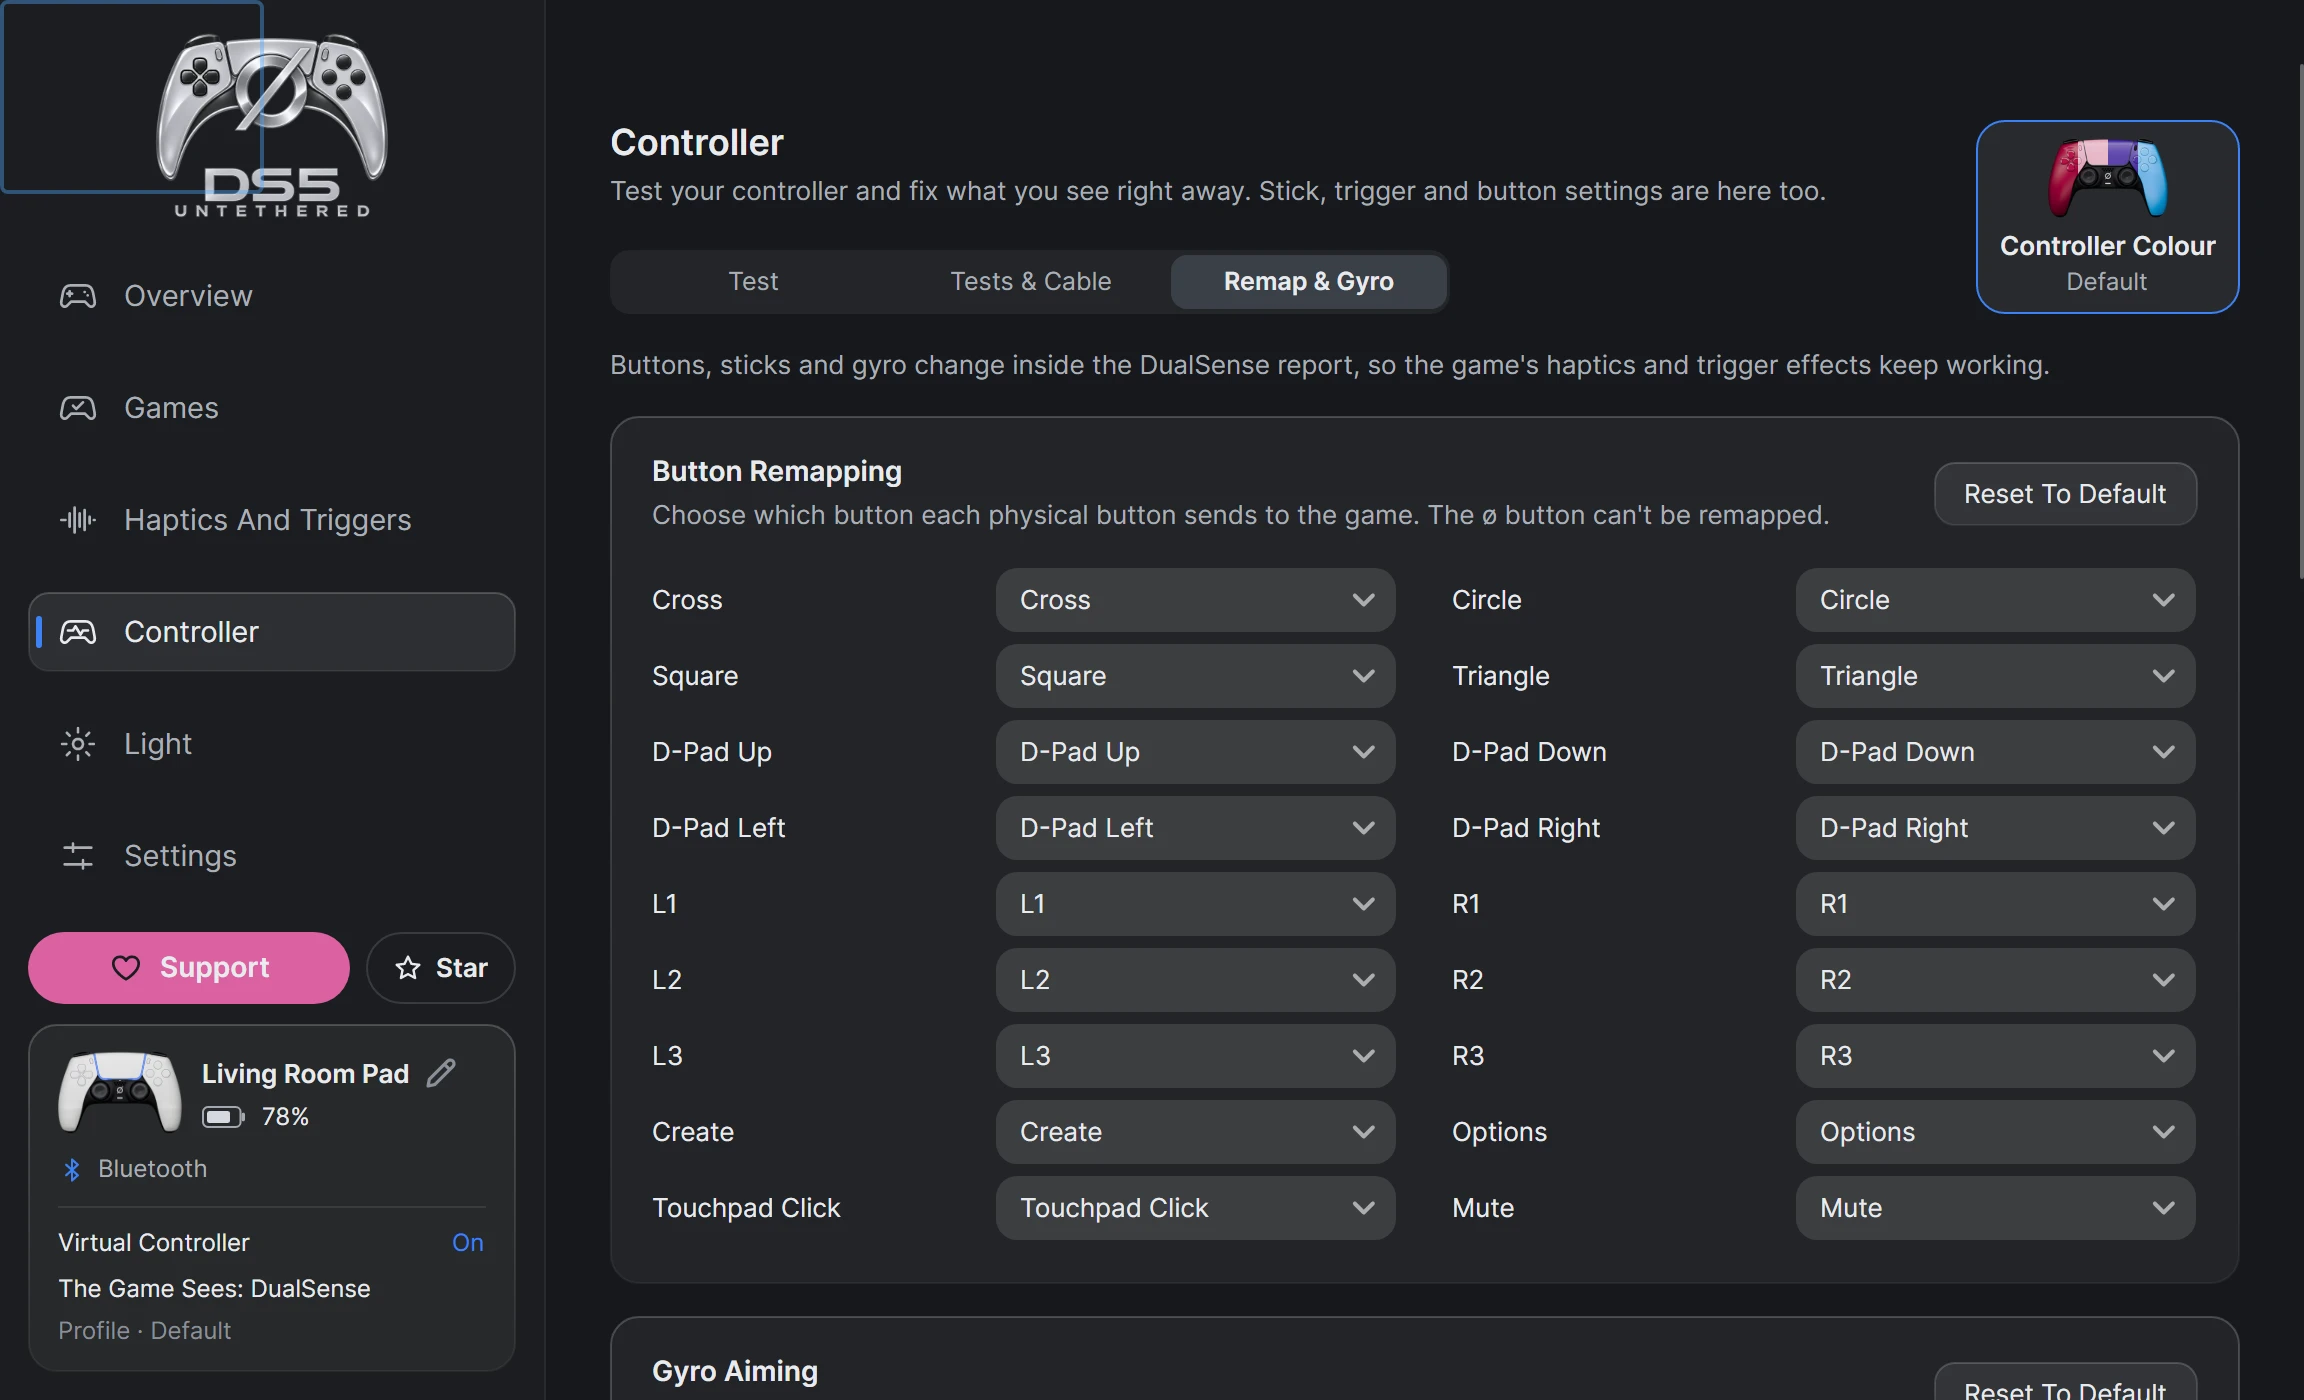 DS5
UNTETHERED
Overview
Games
Haptics And Triggers
Controller
Light
Settings
Support
Star
Living Room Pad
78%
Bluetooth
Virtual Controller On
The Game Sees: DualSense
Profile · Default
Controller
Test your controller and fix what you see right away. Stick, trigger and button settings are here too.
Controller Colour
Default
Test Tests & Cable Remap & Gyro
Buttons, sticks and gyro change inside the DualSense report, so the game's haptics and trigger effects keep working.
Button Remapping
Choose which button each physical button sends to the game. The ø button can't be remapped.
Reset To Default
Cross Cross Circle Circle
Square Square Triangle Triangle
D-Pad Up D-Pad Up D-Pad Down D-Pad Down
D-Pad Left D-Pad Left D-Pad Right D-Pad Right
L1 L1 R1 R1
L2 L2 R2 R2
L3 L3 R3 R3
Create Create Options Options
Touchpad Click Touchpad Click Mute Mute
Gyro Aiming
Reset To Default